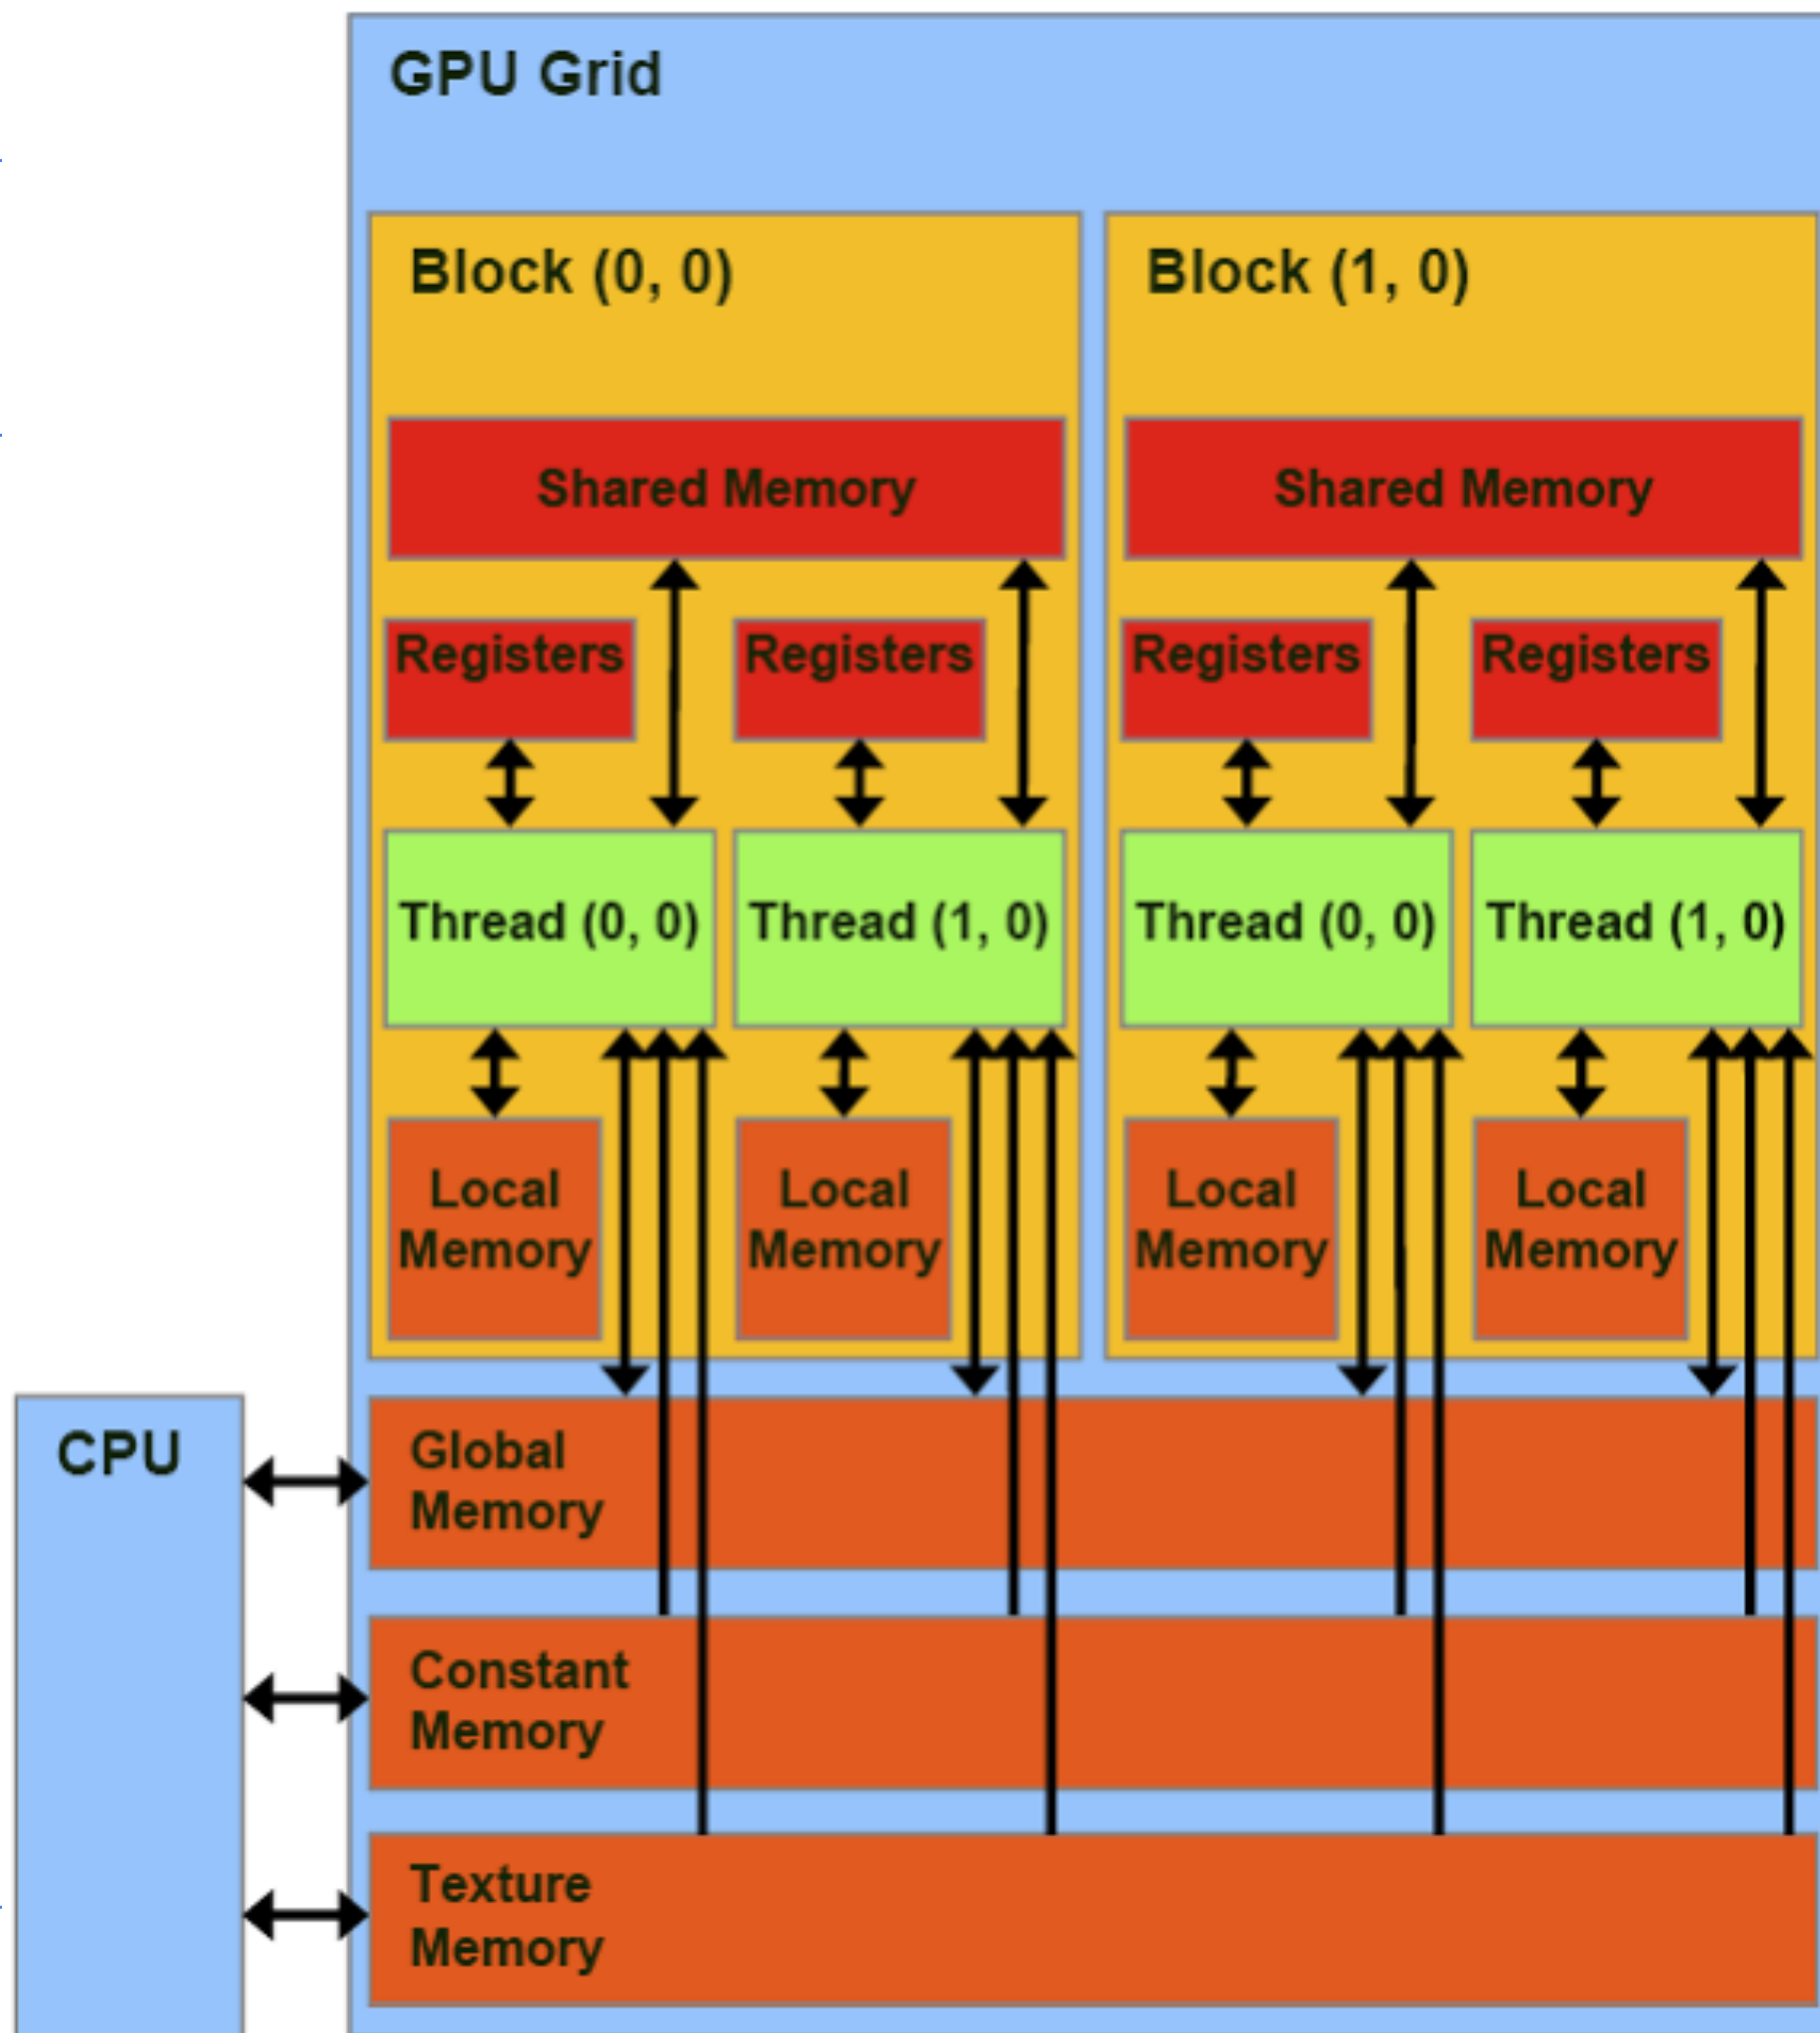 GPU Grid
Block (0, 0)
Block (1, 0)
Shared Memory
Shared Memory
Registers
Registers
Registers
Registers
Thread (0, 0)
Thread (1, 0)
Thread (0, 0)
Thread (1, 0)
Local
Memory
Local
Memory
Local
Memory
Local
Memory
CPU
Global
Memory
Constant
Memory
Texture
Memory